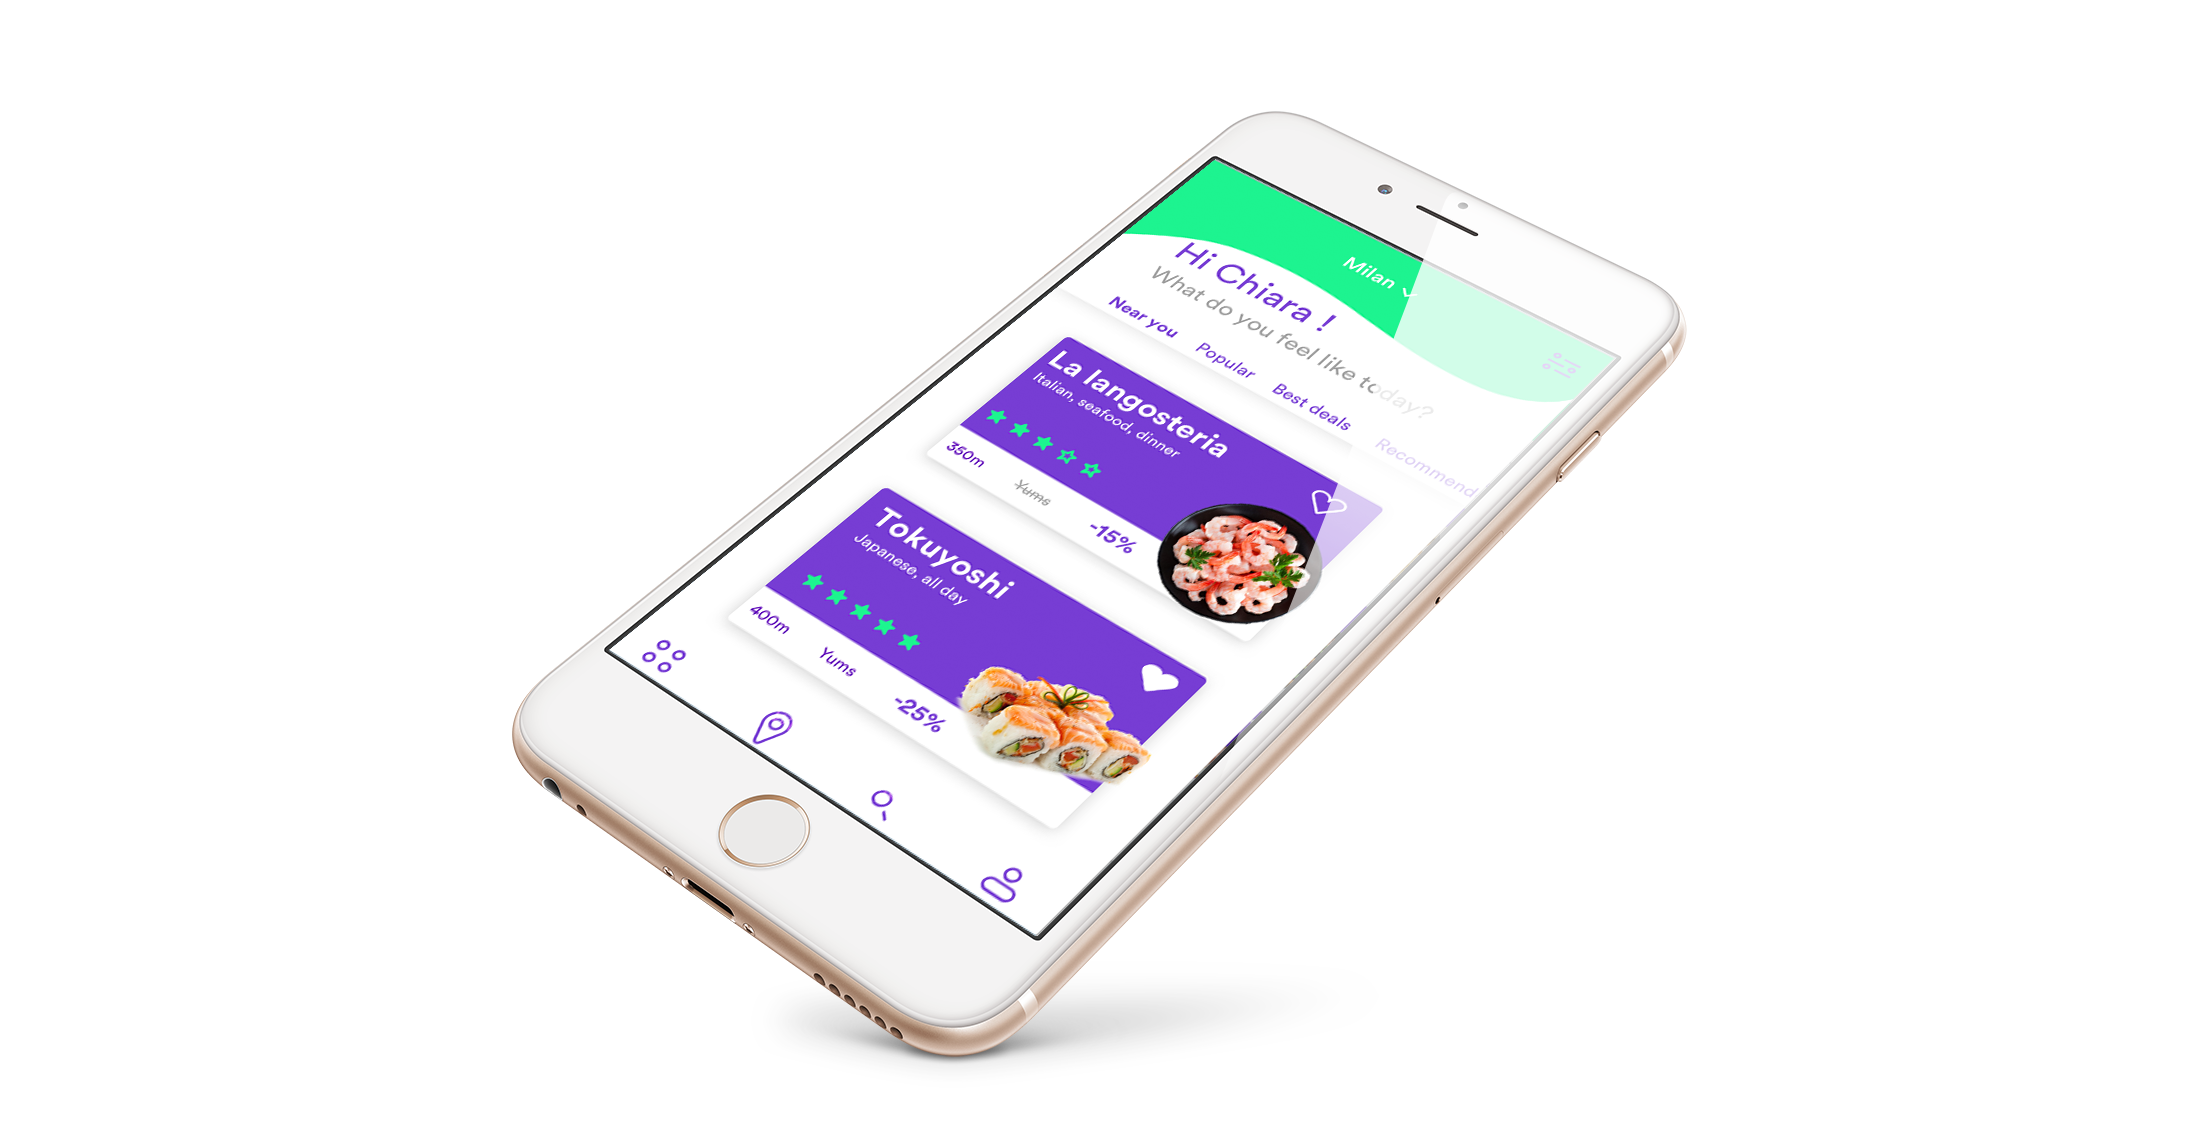 Milan
Hi Chiara !
What do you feel like today?
Near you Popular Best deals Recommend
La langosteria
Italian, seafood, dinner
350m Yums -15%
Tokuyoshi
Japanese, all day
400m Yums -25%